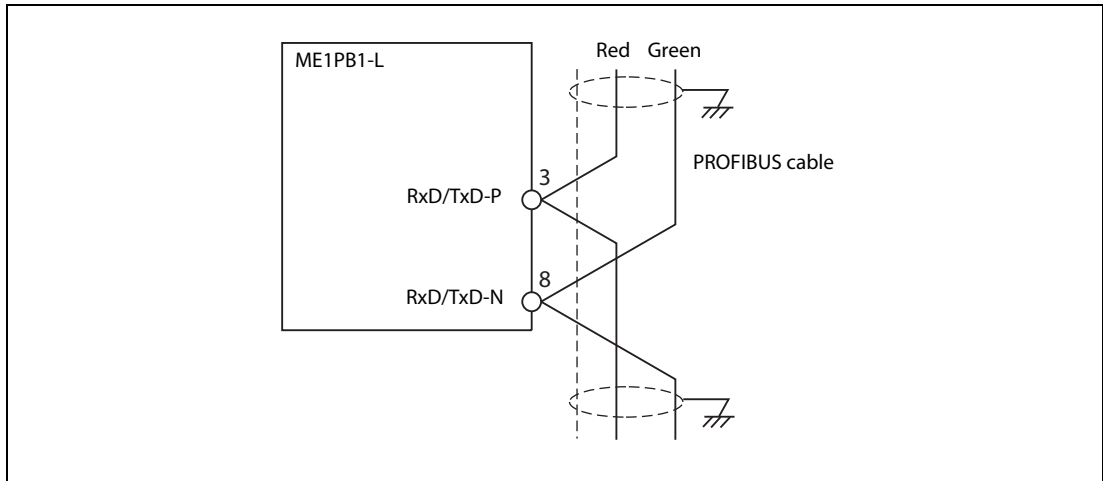 ME1PB1-L
Red Green
PROFIBUS cable
3
RxD/TxD-P
8
RxD/TxD-N